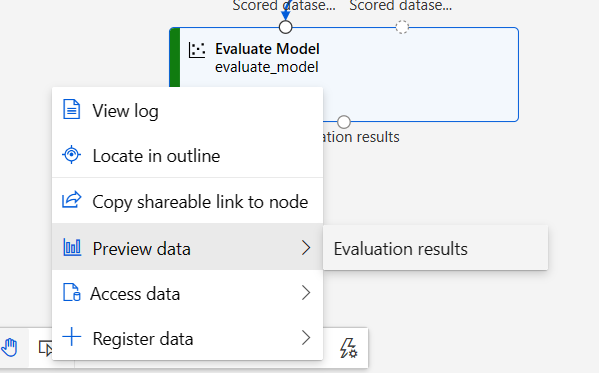 Scored datase... Scored datase...
Evaluate Model
evaluate_model
View log
ation results
Locate in outline
Copy shareable link to node
Preview data
Evaluation results
Access data
Register data